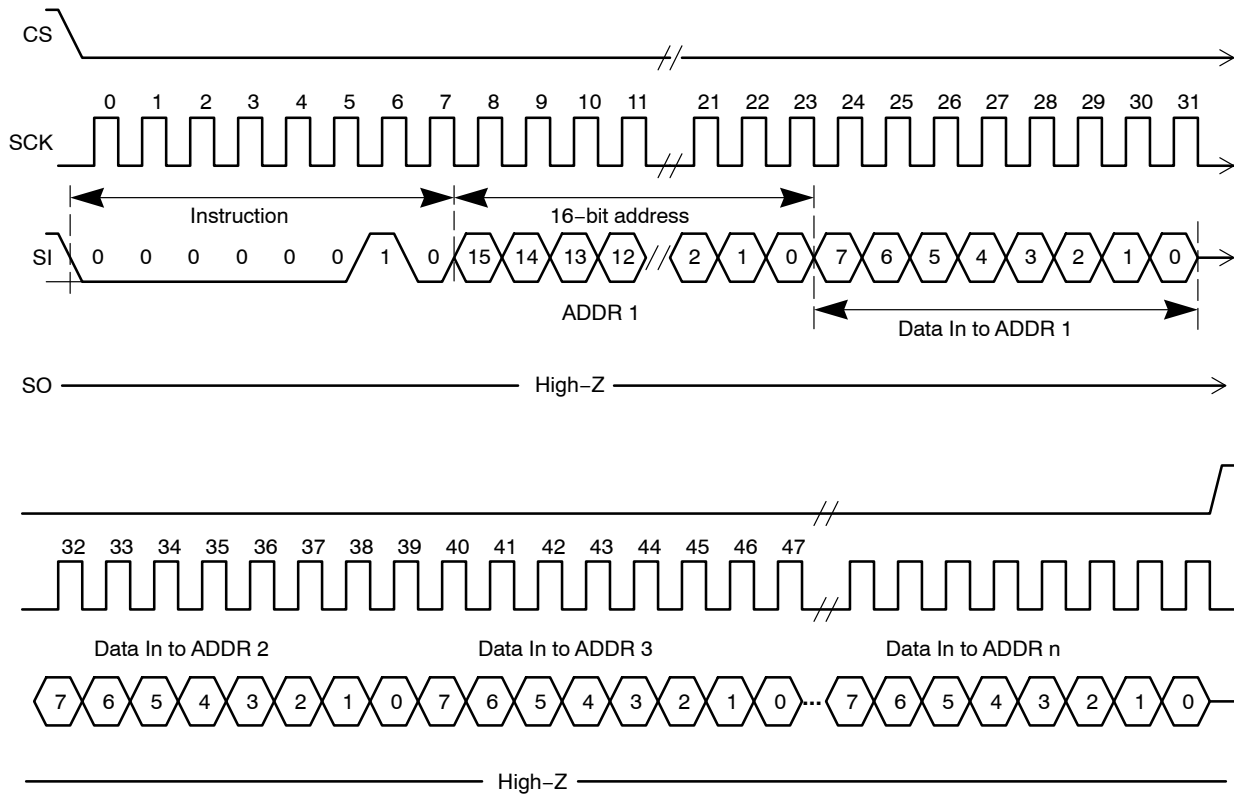 CS
0 1 2 3 4 5 6 7 8 9 10 11 21 22 23 24 25 26 27 28 29 30 31
SCK
Instruction 16−bit address
SI 0 0 0 0 0 0 1 0 15 14 13 12 2 1 0 7 6 5 4 3 2 1 0
ADDR 1 Data In to ADDR 1
SO High−Z
32 33 34 35 36 37 38 39 40 41 42 43 44 45 46 47
Data In to ADDR 2 Data In to ADDR 3 Data In to ADDR n
7 6 5 4 3 2 1 0 7 6 5 4 3 2 1 0 ... 7 6 5 4 3 2 1 0
High−Z